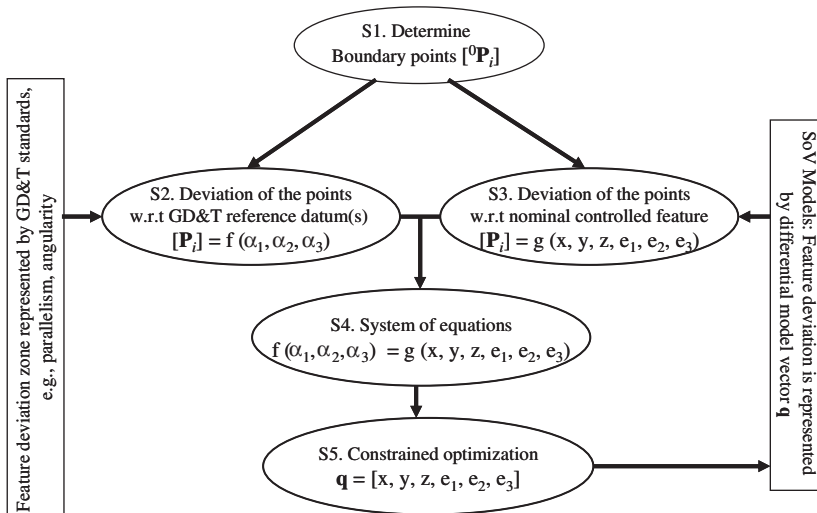 S1. Determine
Boundary points [⁰P𝑖]
Feature deviation zone represented by GD&T standards,
e.g., parallelism, angularity
S2. Deviation of the points
w.r.t GD&T reference datum(s)
[P𝑖] = f (α₁, α₂, α₃)
S3. Deviation of the points
w.r.t nominal controlled feature
[P𝑖] = g (x, y, z, e₁, e₂, e₃)
SoV Models: Feature deviation is represented
by differential model vector q
S4. System of equations
f (α₁, α₂, α₃) = g (x, y, z, e₁, e₂, e₃)
S5. Constrained optimization
q = [x, y, z, e₁, e₂, e₃]